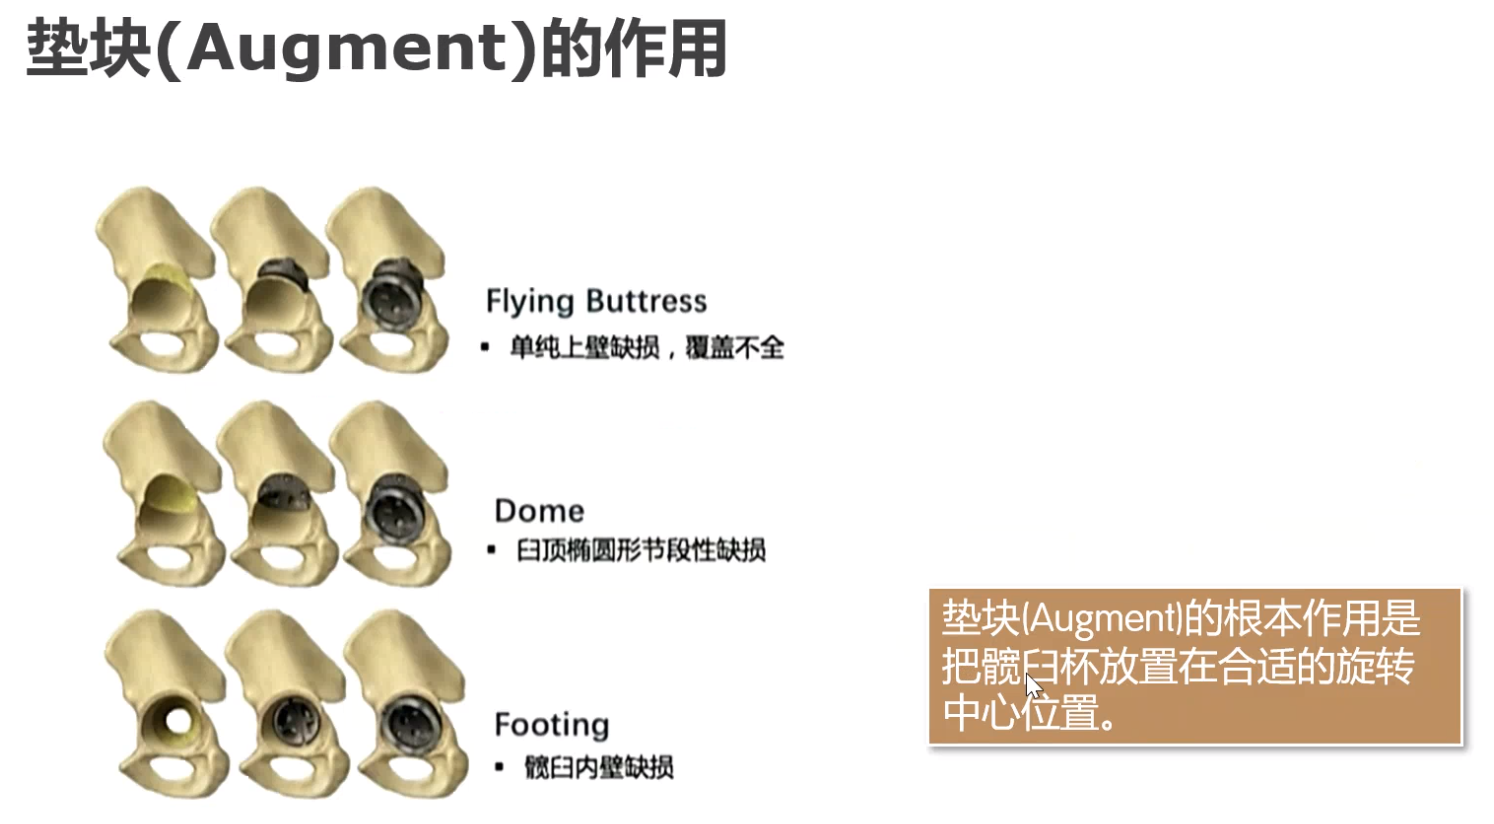 垫块(Augment)的作用
Flying Buttress
▪ 单纯上壁缺损，覆盖不全
Dome
▪ 臼顶椭圆形节段性缺损
Footing
▪ 髋臼内壁缺损
垫块(Augment)的根本作用是
把髋臼杯放置在合适的旋转
中心位置。